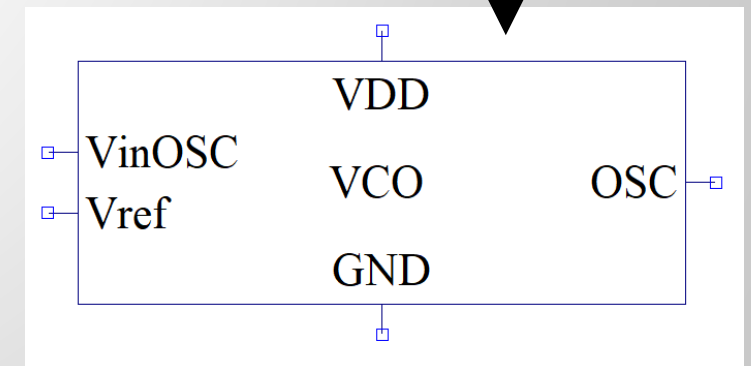 VDD
VinOSC
VCO
OSC
Vref
GND